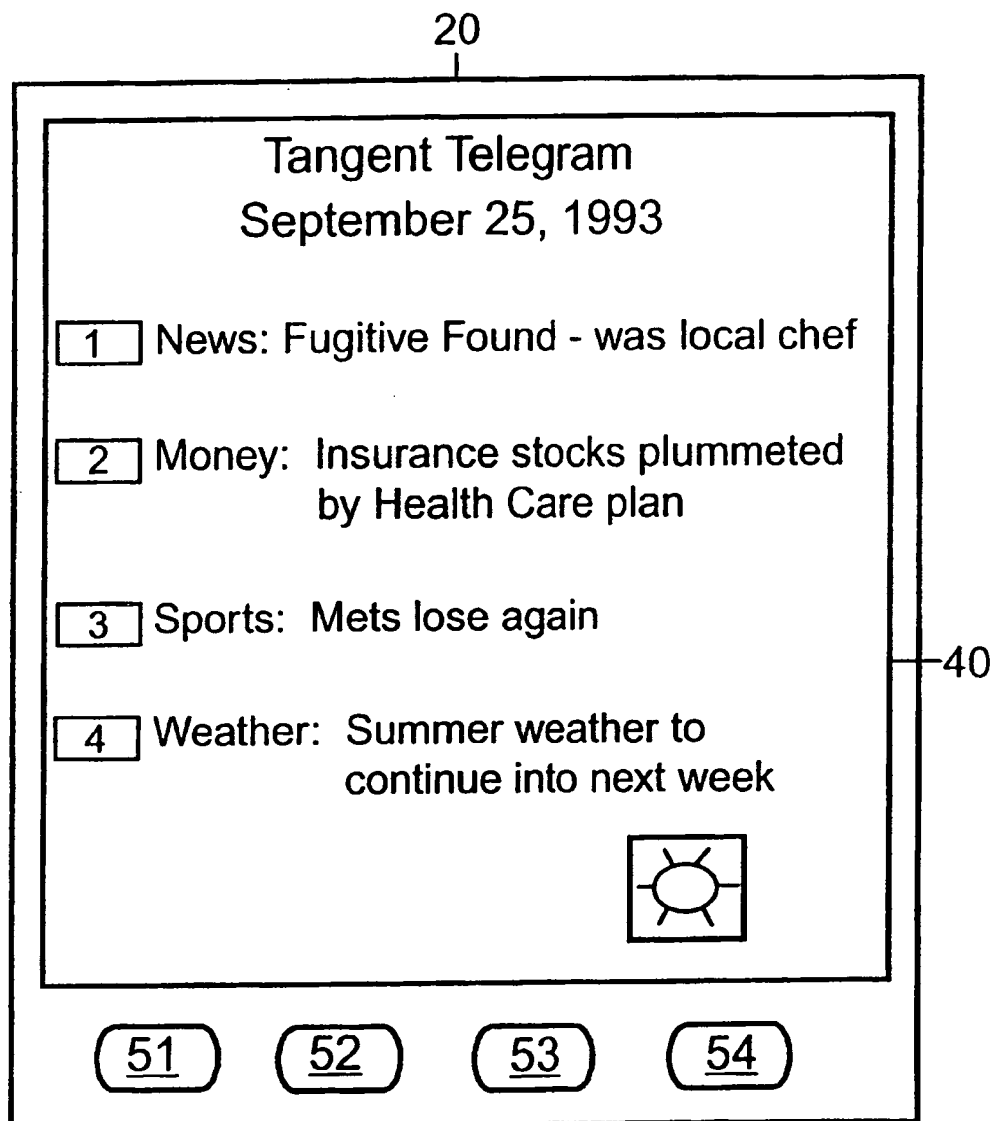 20
Tangent Telegram
September 25, 1993
1 News: Fugitive Found - was local chef
2 Money: Insurance stocks plummeted
by Health Care plan
3 Sports: Mets lose again
40
4 Weather: Summer weather to
continue into next week
51 52 53 54